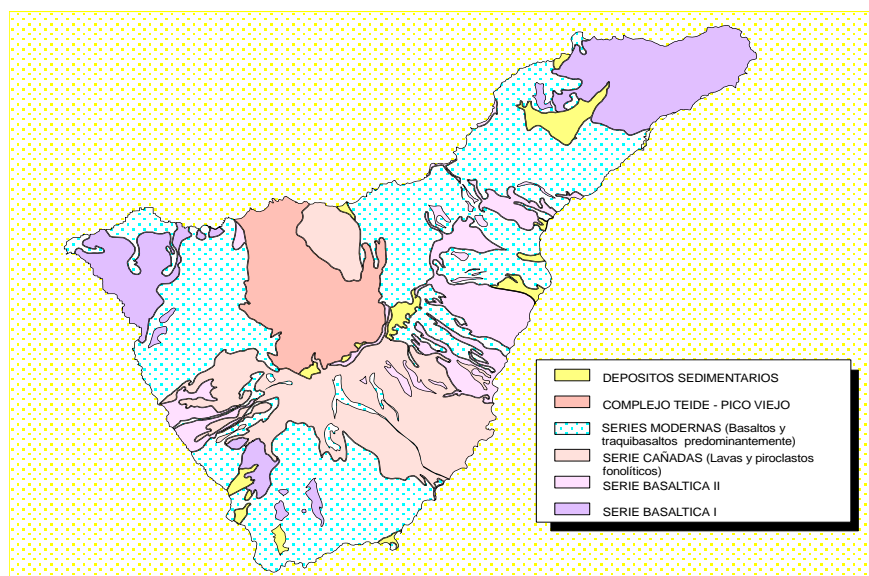 DEPOSITOS SEDIMENTARIOS
COMPLEJO TEIDE - PICO VIEJO
SERIES MODERNAS (Basaltos y
traquibasaltos predominantemente)
SERIE CAÑADAS (Lavas y piroclastos
fonolíticos)
SERIE BASALTICA II
SERIE BASALTICA I